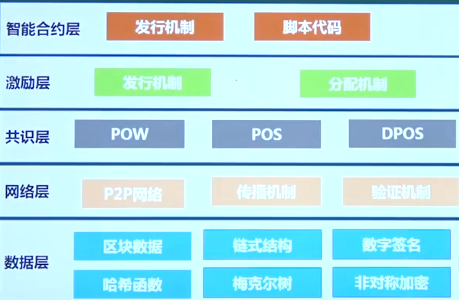 智能合约层 发行机制 脚本代码
激励层 发行机制 分配机制
共识层 POW POS DPOS
网络层 P2P网络 传播机制 验证机制
数据层 区块数据 链式结构 数字签名
哈希函数 梅克尔树 非对称加密